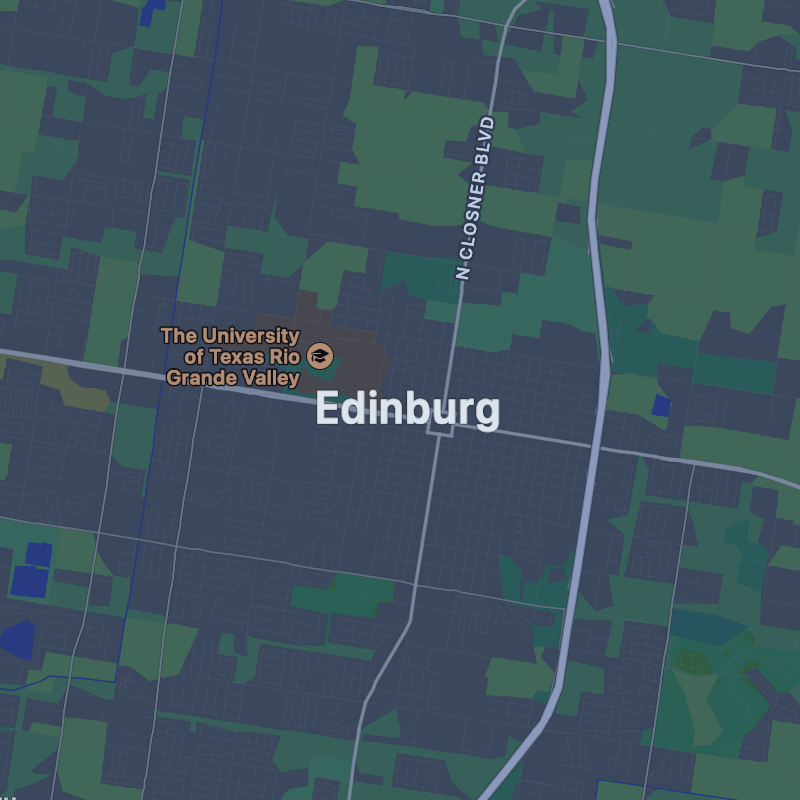 N CLOSNER BLVD
The University
of Texas Rio
Grande Valley
Edinburg